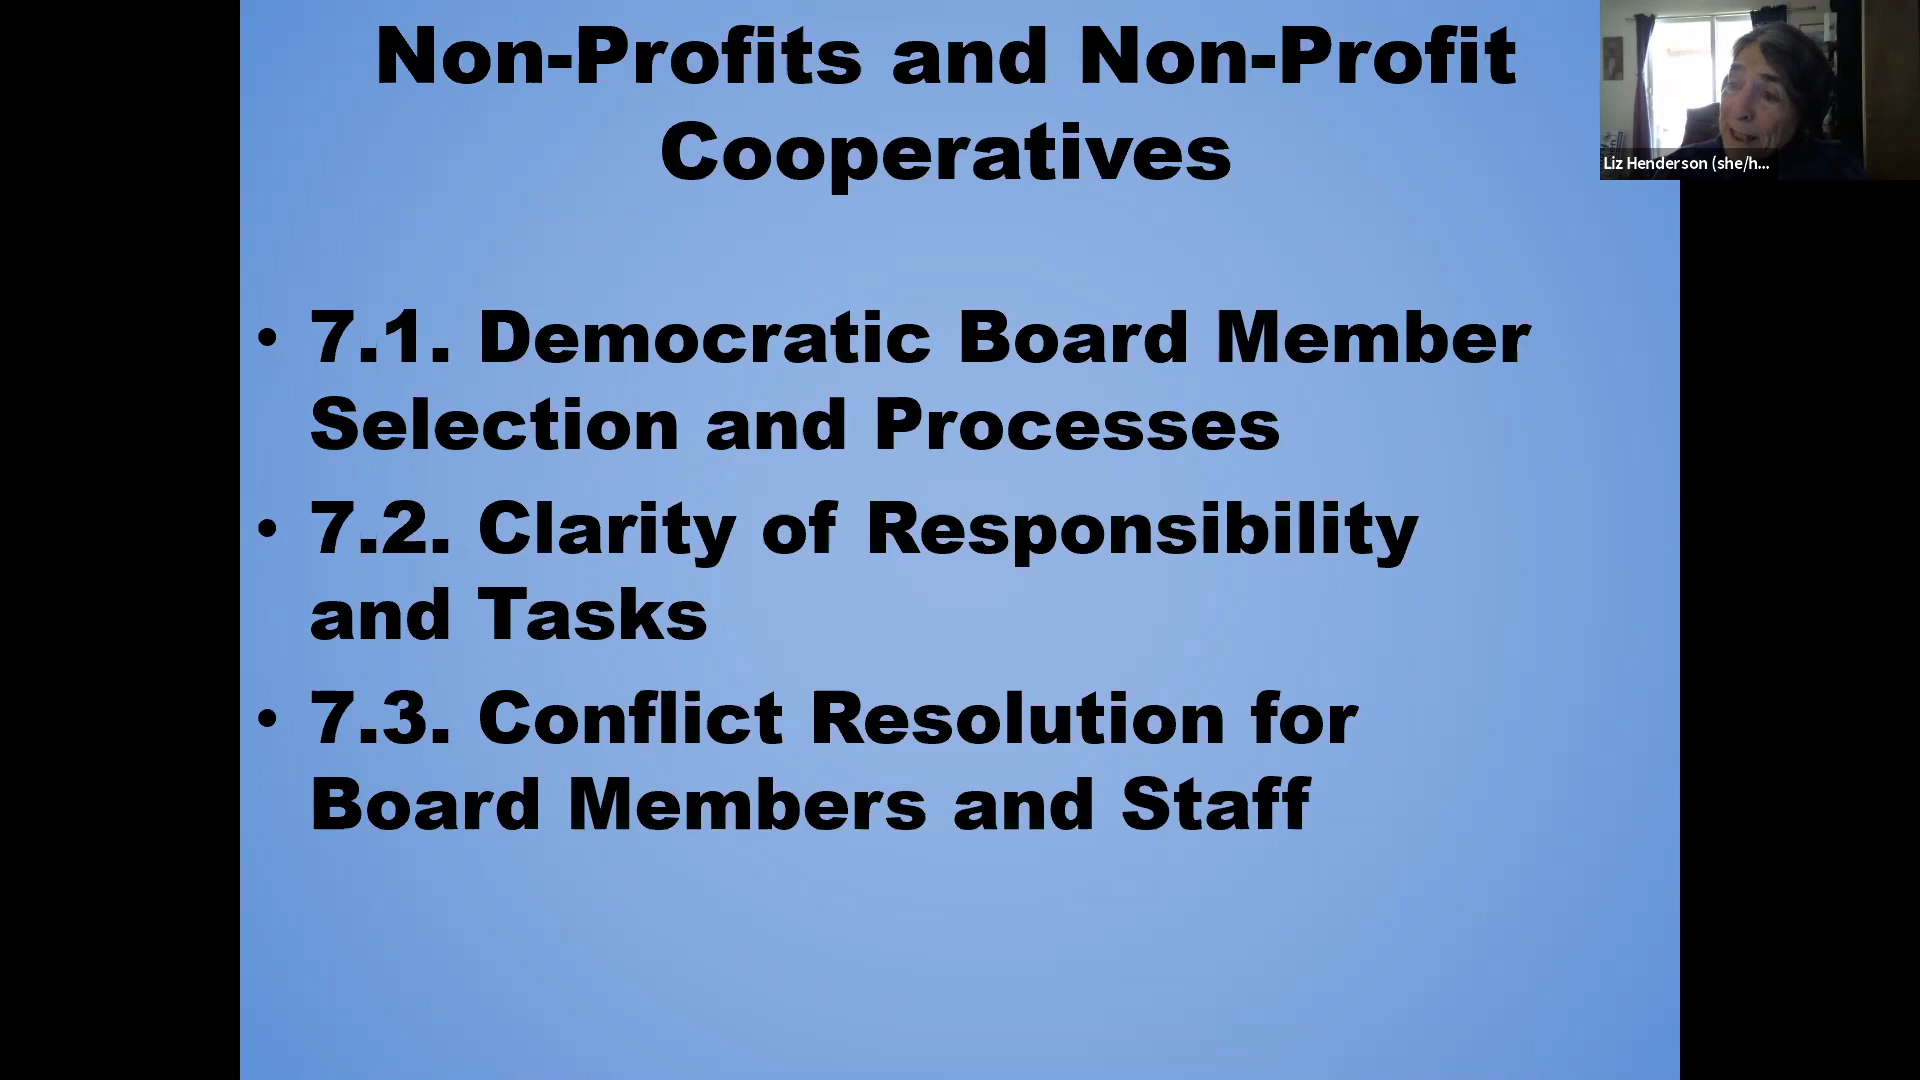 Non-Profits and Non-Profit
Cooperatives
• 7.1. Democratic Board Member
Selection and Processes
• 7.2. Clarity of Responsibility
and Tasks
• 7.3. Conflict Resolution for
Board Members and Staff
Liz Henderson (she/h...